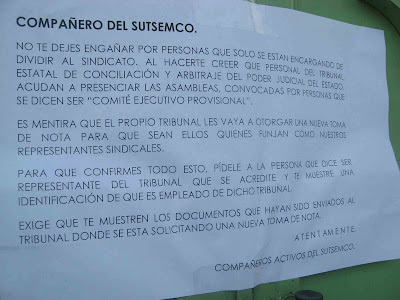 COMPAÑERO DEL SUTSEMCO.
NO TE DEJES ENGAÑAR POR PERSONAS QUE SOLO SE ESTAN ENCARGANDO DE
DIVIDIR AL SINDICATO. AL HACERTE CREER QUE PERSONAL DEL TRIBUNAL
ESTATAL DE CONCILIACIÓN Y ARBITRAJE DEL PODER JUDICIAL DEL ESTADO,
ACUDAN A PRESENCIAR LAS ASAMBLEAS, CONVOCADAS POR PERSONAS QUE
SE DICEN SER "COMITÉ EJECUTIVO PROVISIONAL".
ES MENTIRA QUE EL PROPIO TRIBUNAL LES VAYA A OTORGAR UNA NUEVA TOMA
DE NOTA PARA QUE SEAN ELLOS QUIENES FUNJAN COMO NUESTROS
REPRESENTANTES SINDICALES.
PARA QUE CONFIRMES TODO ESTO, PÍDELE A LA PERSONA QUE DICE SER
REPRESENTANTE DEL TRIBUNAL QUE SE ACREDITE Y TE MUESTRE UNA
IDENTIFICACIÓN DE QUE ES EMPLEADO DE DICHO TRIBUNAL.
EXIGE QUE TE MUESTREN LOS DOCUMENTOS QUE HAYAN SIDO ENVIADOS AL
TRIBUNAL DONDE SE ESTA SOLICITANDO UNA NUEVA TOMA DE NOTA.
ATENTAMENTE.
COMPAÑEROS ACTIVOS DEL SUTSEMCO.